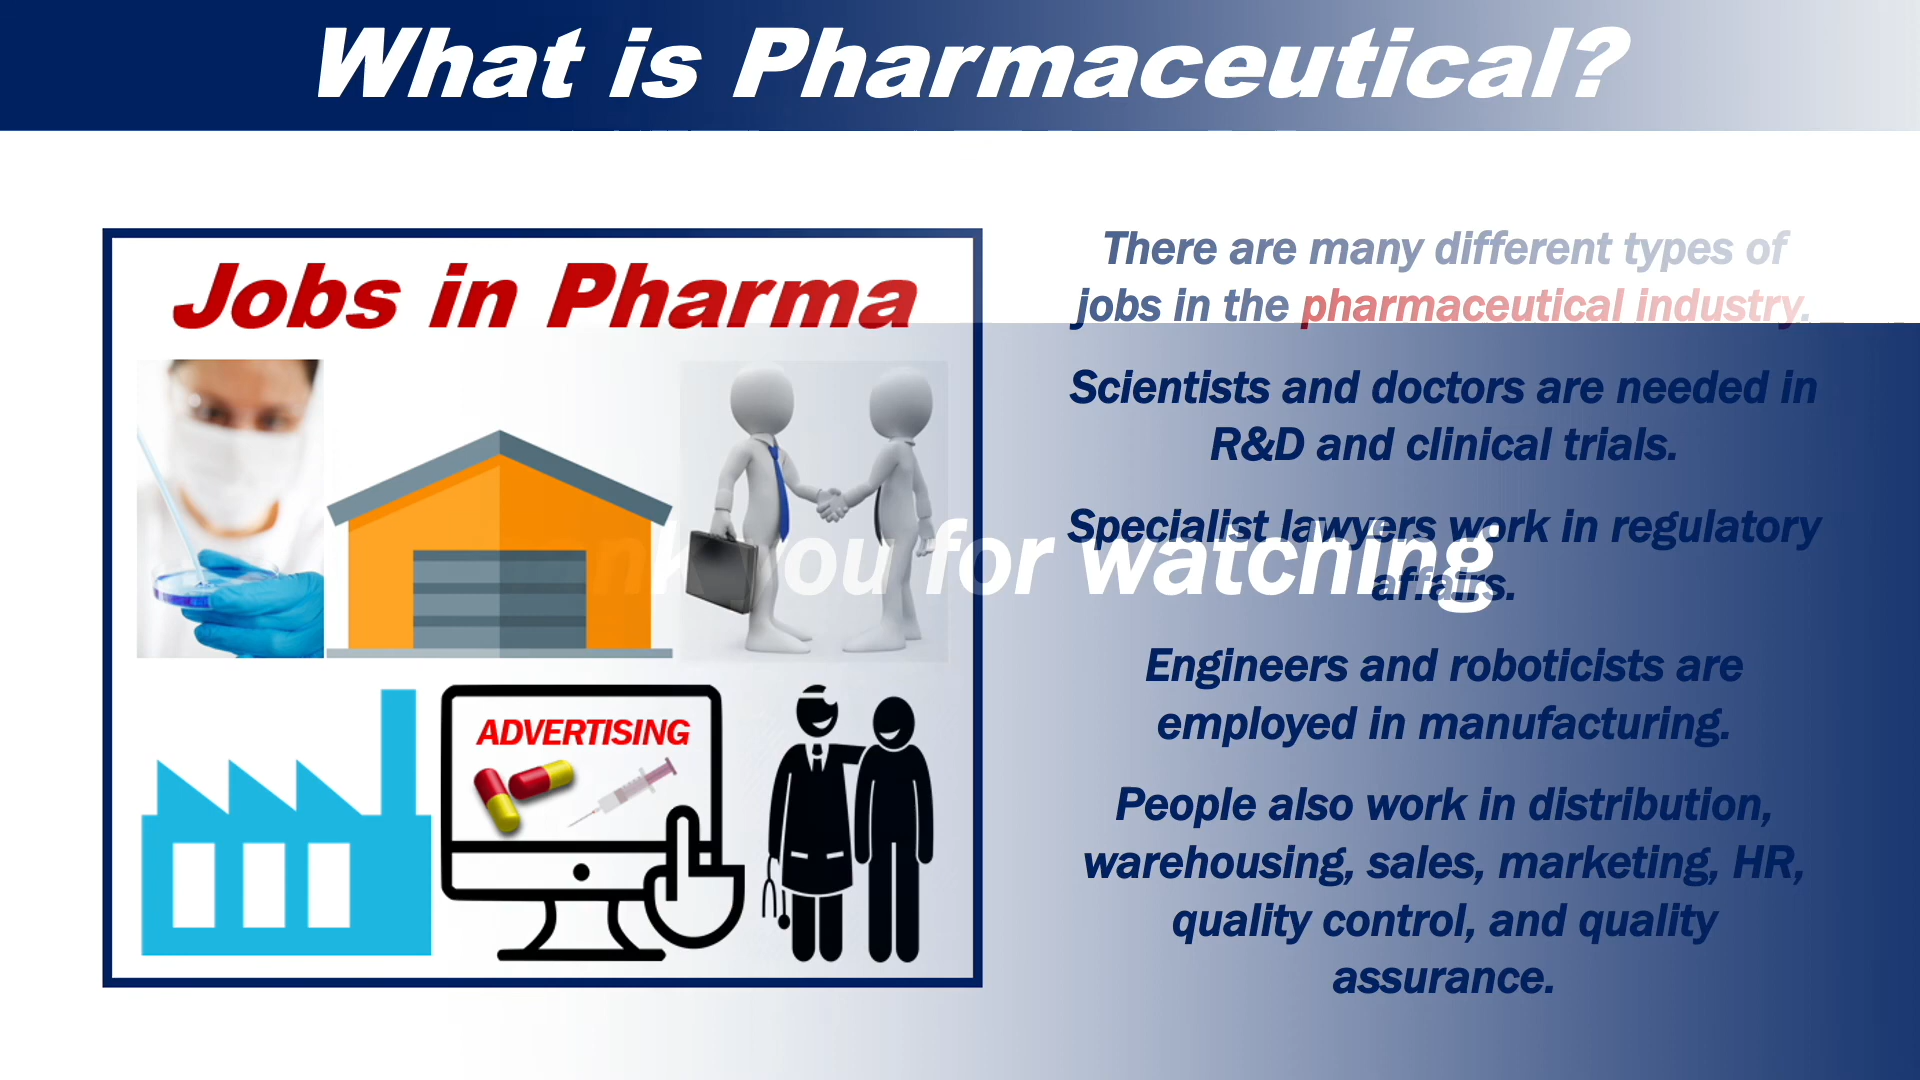 What is Pharmaceutical?
Jobs in Pharma
ADVERTISING
There are many different types of
jobs in the pharmaceutical industry.
Scientists and doctors are needed in
R&D and clinical trials.
Specialist lawyers work in regulatory
affairs.
Engineers and roboticists are
employed in manufacturing.
People also work in distribution,
warehousing, sales, marketing, HR,
quality control, and quality
assurance.
you for watching